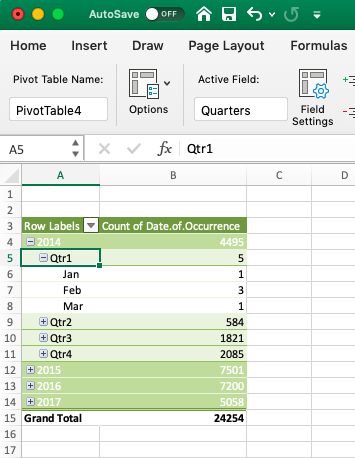 AutoSave OFF
Home Insert Draw Page Layout Formulas
Pivot Table Name: Active Field:
PivotTable4 Options Quarters Field Settings
A5 fx Qtr1
A B C D
1
2
3 Row Labels Count of Date.of.Occurrence
4 2014 4495
5 Qtr1 5
6 Jan 1
7 Feb 3
8 Mar 1
9 Qtr2 584
10 Qtr3 1821
11 Qtr4 2085
12 2015 7501
13 2016 7200
14 2017 5058
15 Grand Total 24254
16
17